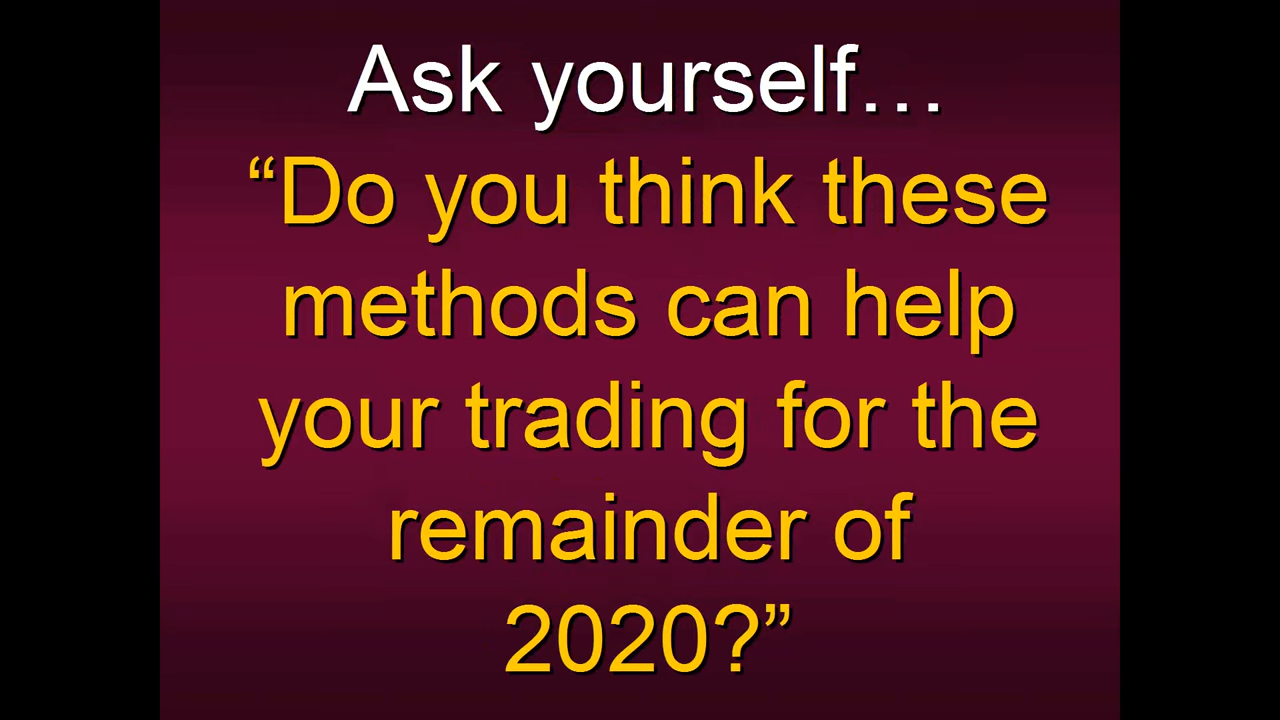 Ask yourself…
“Do you think these
methods can help
your trading for the
remainder of
2020?”